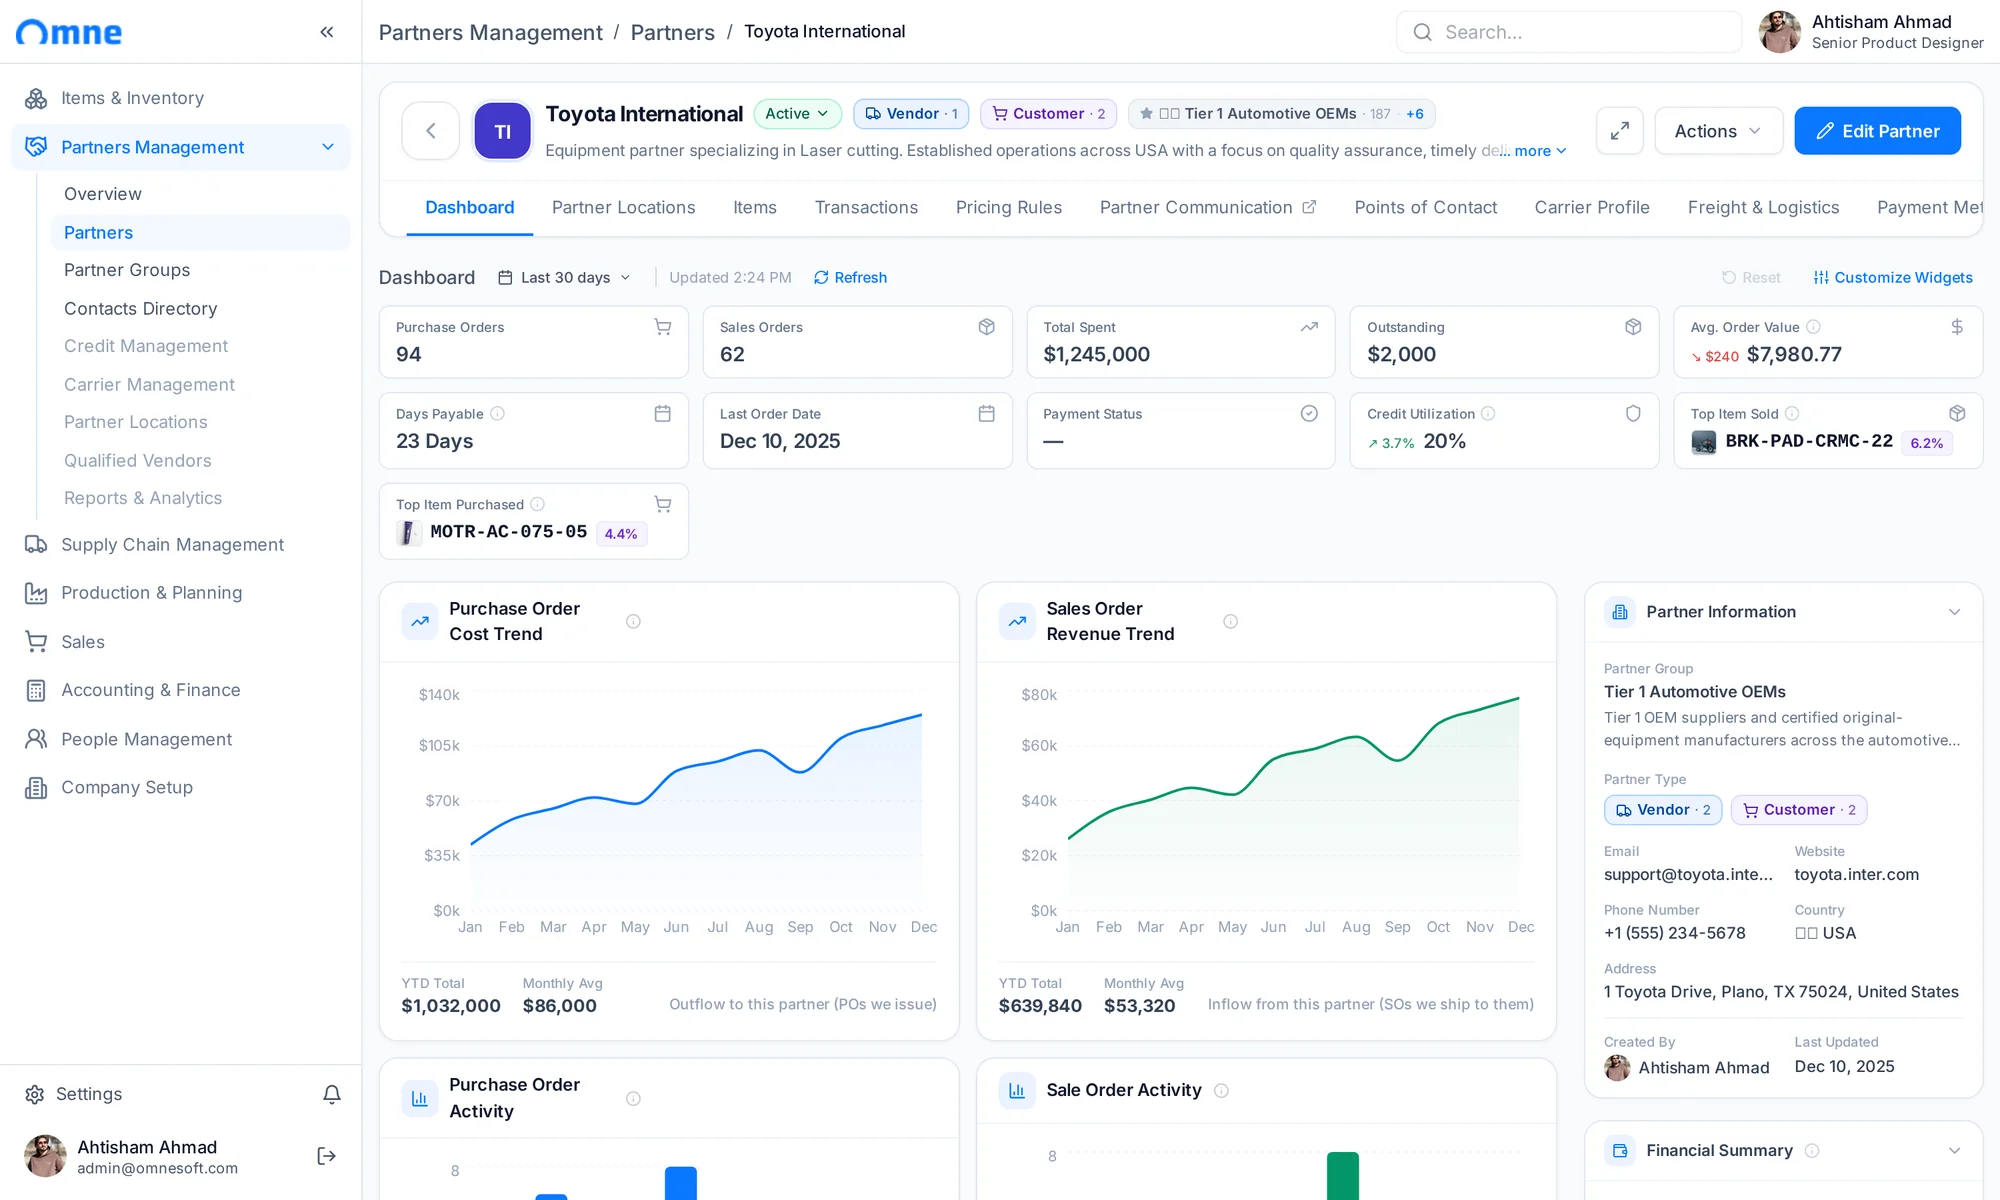 Omne
Partners Management / Partners / Toyota International
Search...
Ahtisham Ahmad
Senior Product Designer
Items & Inventory
Partners Management
Overview
Partners
Partner Groups
Contacts Directory
Credit Management
Carrier Management
Partner Locations
Qualified Vendors
Reports & Analytics
Supply Chain Management
Production & Planning
Sales
Accounting & Finance
People Management
Company Setup
Settings
Ahtisham Ahmad
admin@omnesoft.com
TI
Toyota International
Active
Vendor · 1
Customer · 2
Tier 1 Automotive OEMs · 187 · +6
Equipment partner specializing in Laser cutting. Established operations across USA with a focus on quality assurance, timely deli... more
Actions
Edit Partner
Dashboard
Partner Locations
Items
Transactions
Pricing Rules
Partner Communication
Points of Contact
Carrier Profile
Freight & Logistics
Payment Met
Dashboard
Last 30 days
Updated 2:24 PM
Refresh
Reset
Customize Widgets
Purchase Orders
94
Sales Orders
62
Total Spent
$1,245,000
Outstanding
$2,000
Avg. Order Value
↘ $240 $7,980.77
Days Payable
23 Days
Last Order Date
Dec 10, 2025
Payment Status
—
Credit Utilization
↗ 3.7% 20%
Top Item Sold
BRK-PAD-CRMC-22 6.2%
Top Item Purchased
MOTR-AC-075-05 4.4%
Purchase Order
Cost Trend
$140k
$105k
$70k
$35k
$0k
Jan Feb Mar Apr May Jun Jul Aug Sep Oct Nov Dec
YTD Total
$1,032,000
Monthly Avg
$86,000
Outflow to this partner (POs we issue)
Sales Order
Revenue Trend
$80k
$60k
$40k
$20k
$0k
Jan Feb Mar Apr May Jun Jul Aug Sep Oct Nov Dec
YTD Total
$639,840
Monthly Avg
$53,320
Inflow from this partner (SOs we ship to them)
Partner Information
Partner Group
Tier 1 Automotive OEMs
Tier 1 OEM suppliers and certified original-
equipment manufacturers across the automotive...
Partner Type
Vendor · 2
Customer · 2
Email
support@toyota.inte...
Website
toyota.inter.com
Phone Number
+1 (555) 234-5678
Country
USA
Address
1 Toyota Drive, Plano, TX 75024, United States
Created By
Ahtisham Ahmad
Last Updated
Dec 10, 2025
Purchase Order
Activity
8
Sale Order Activity
8
Financial Summary